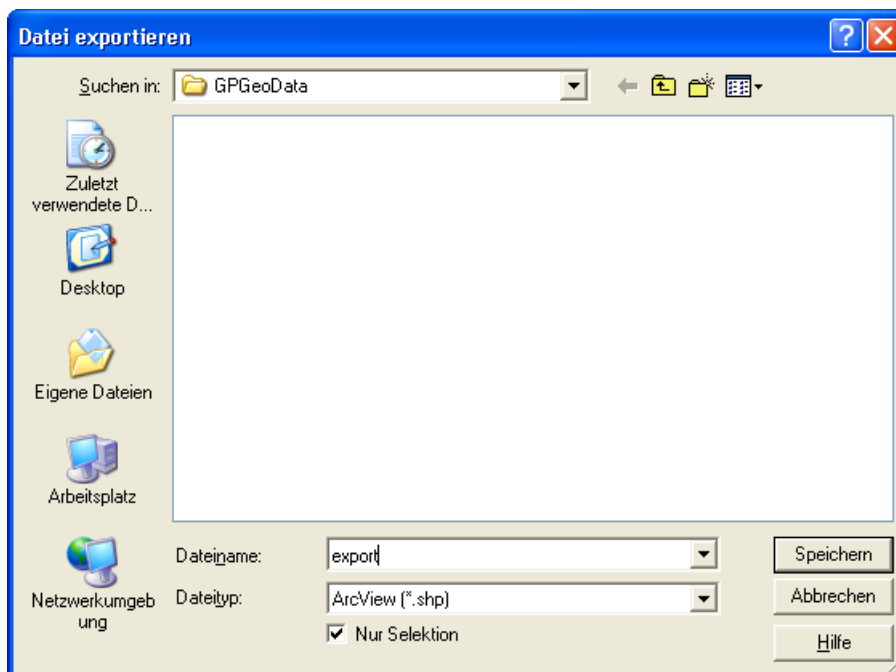 Datei exportieren
Suchen in: GPGeoData
Zuletzt
verwendete D...
Desktop
Eigene Dateien
Arbeitsplatz
Netzwerkumgeb
ung
Dateiname: export
Speichern
Dateityp: ArcView (*.shp)
Abbrechen
Nur Selektion
Hilfe